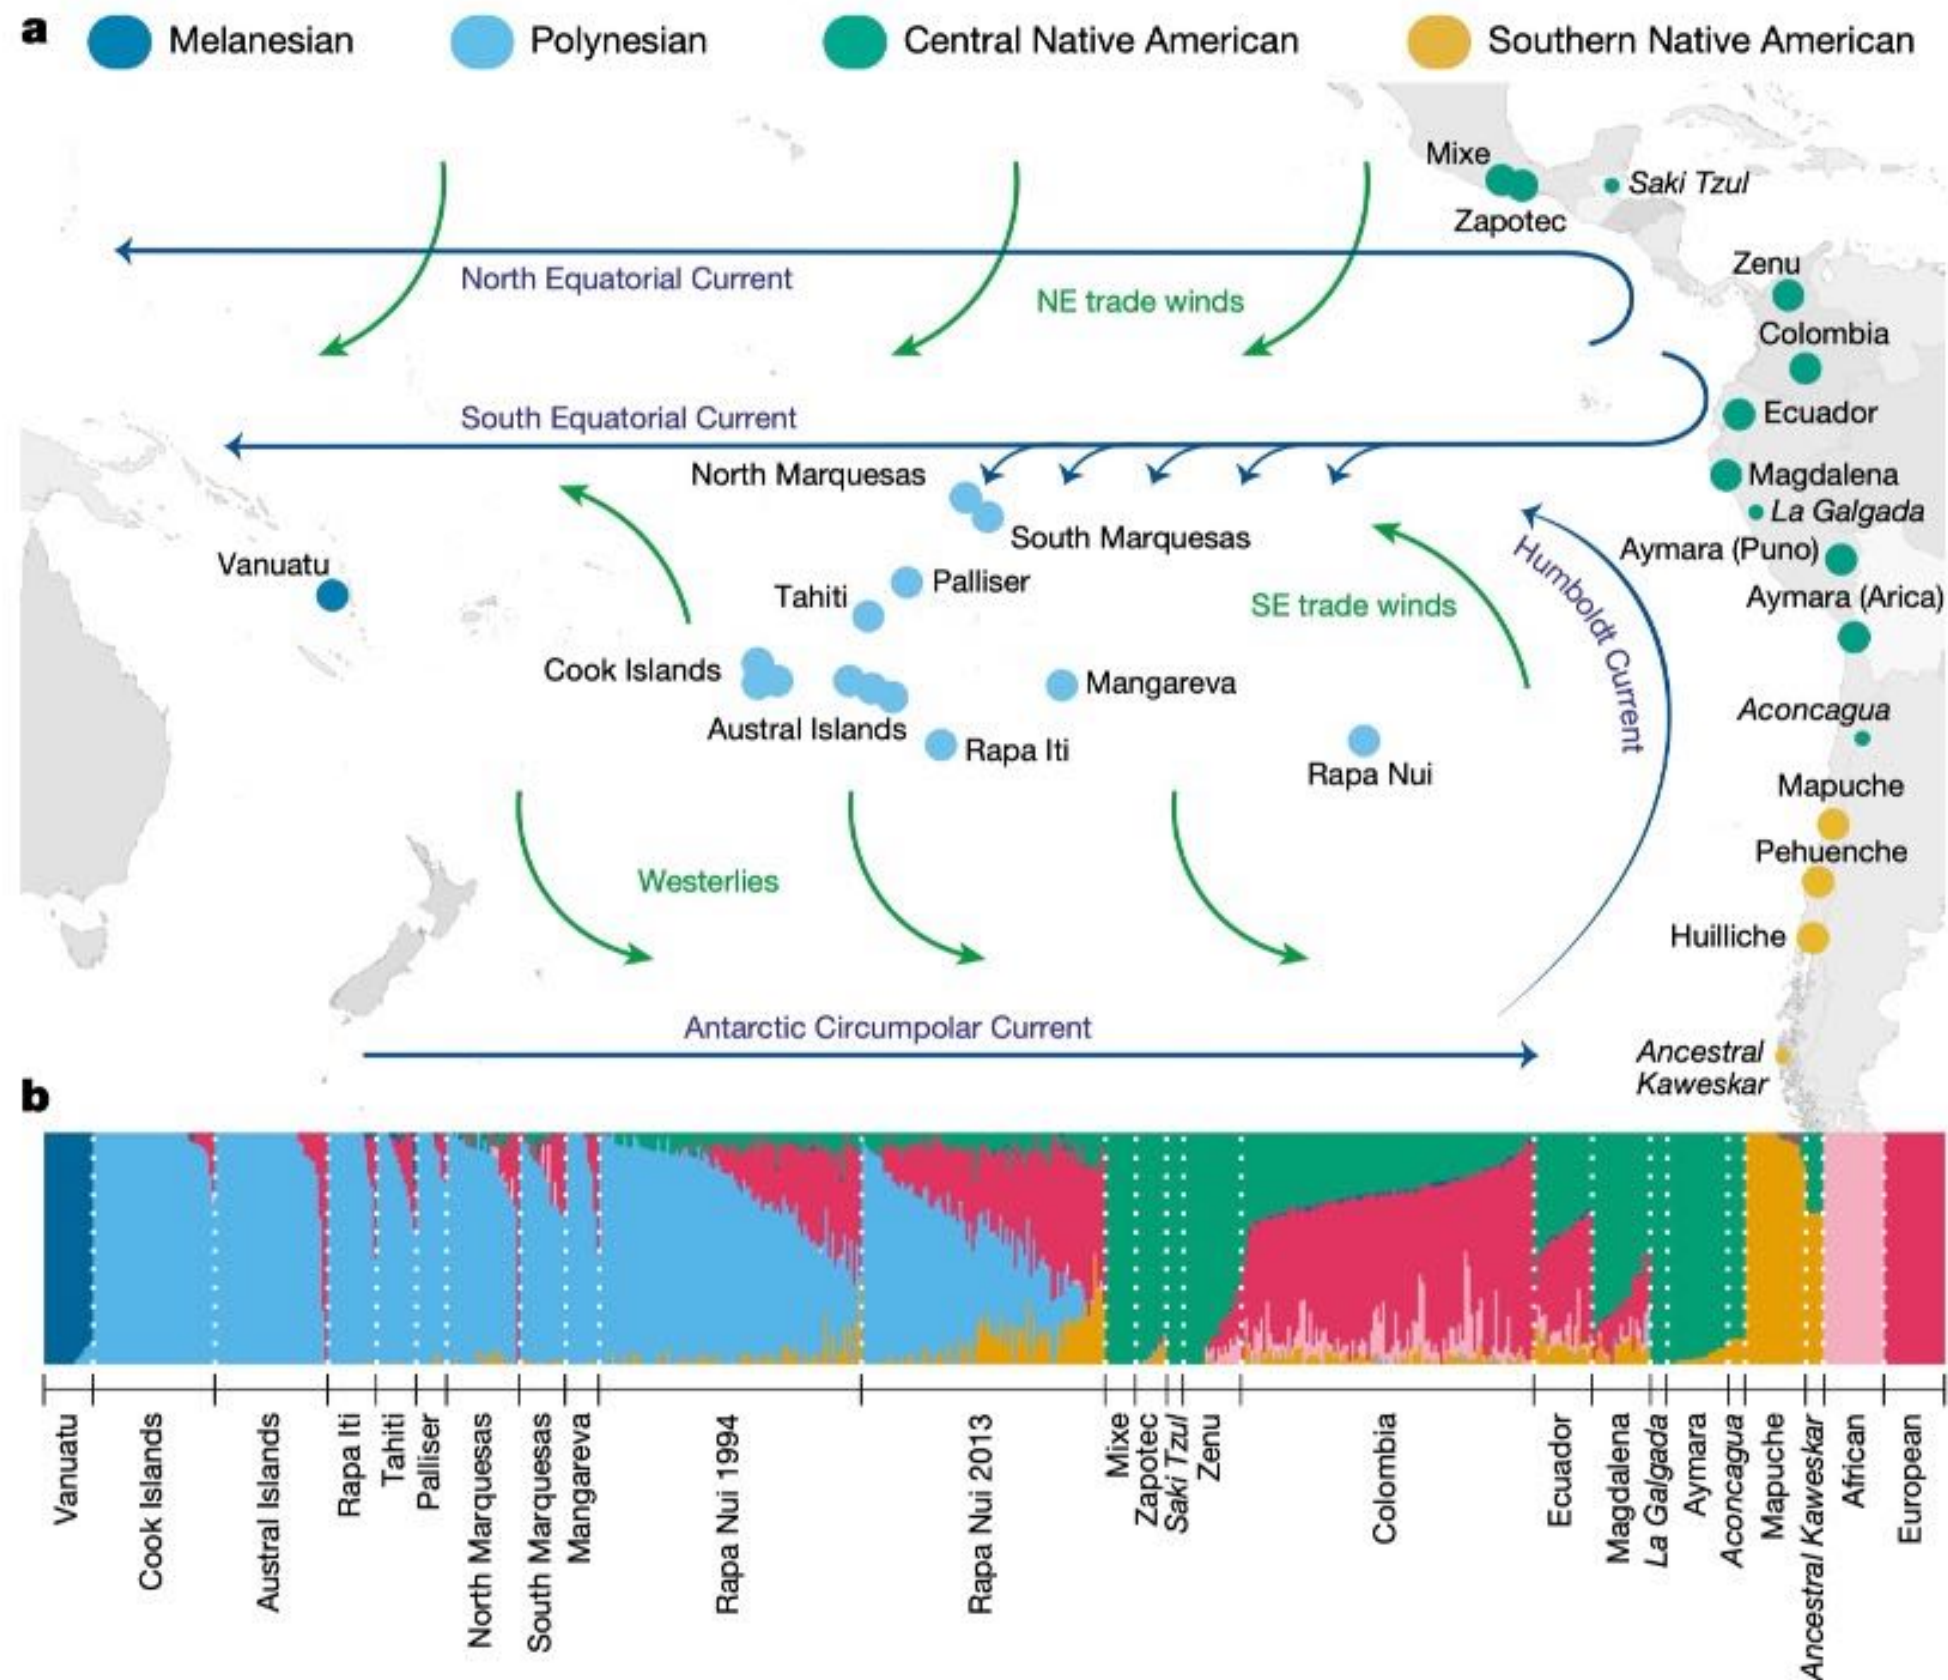 a
Melanesian
Polynesian
Central Native American
Southern Native American
Mixe
Saki Tzul
Zapotec
Zenu
North Equatorial Current
NE trade winds
Colombia
South Equatorial Current
Ecuador
North Marquesas
Magdalena
La Galgada
South Marquesas
Aymara (Puno)
Vanuatu
Palliser
Tahiti
SE trade winds
Humboldt Current
Aymara (Arica)
Cook Islands
Mangareva
Austral Islands
Aconcagua
Rapa Iti
Rapa Nui
Mapuche
Pehuenche
Westerlies
Huilliche
Antarctic Circumpolar Current
Ancestral
Kaweskar
b
Vanuatu
Cook Islands
Austral Islands
Rapa Iti
Tahiti
Palliser
North Marquesas
South Marquesas
Mangareva
Rapa Nui 1994
Rapa Nui 2013
Mixe
Zapotec
Saki Tzul
Zenu
Colombia
Ecuador
Magdalena
La Galgada
Aymara
Aconcagua
Mapuche
Ancestral Kaweskar
African
European